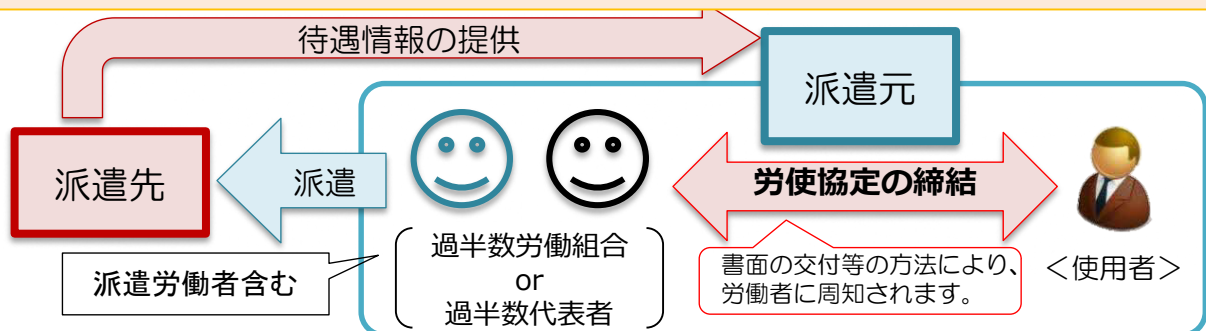 待遇情報の提供
派遣元
派遣先
派遣
労使協定の締結
過半数労働組合
or
過半数代表者
派遣労働者含む
書面の交付等の方法により、
労働者に周知されます。
＜使用者＞